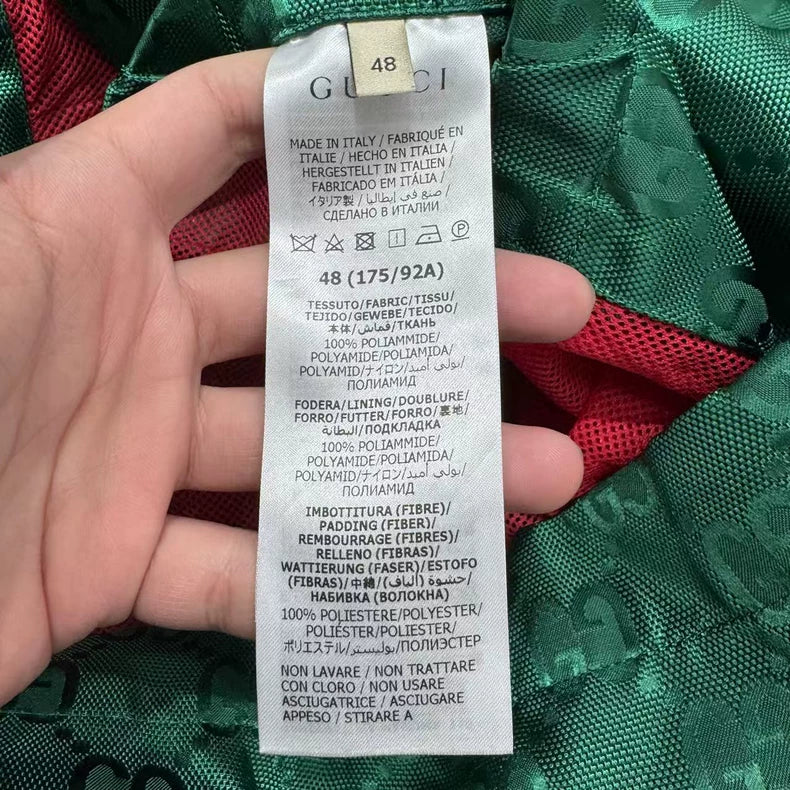 48
GUCCI
MADE IN ITALY / FABRIQUÉ EN
ITALIE / HECHO EN ITALIA /
HERGESTELLT IN ITALIEN /
FABRICADO EM ITÁLIA /
イタリア製 / صنع في إيطاليا /
СДЕЛАНО В ИТАЛИИ
48 (175/92A)
TESSUTO/FABRIC/TISSU/
TEJIDO/GEWEBE/TECIDO/
本体/قماش/ТКАНЬ
100% POLIAMMIDE/
POLYAMIDE/POLIAMIDA/
POLYAMID/ナイロン/بولي أميد/
ПОЛИАМИД
FODERA/LINING/DOUBLURE/
FORRO/FUTTER/FORRO/裏地/
البطانة/ПОДКЛАДКА
100% POLIAMMIDE/
POLYAMIDE/POLIAMIDA/
POLYAMID/ナイロン/بولي أميد/
ПОЛИАМИД
IMBOTTITURA (FIBRE)/
PADDING (FIBER)/
REMBOURRAGE (FIBRES)/
RELLENO (FIBRAS)/
WATTIERUNG (FASER)/ESTOFO
(FIBRAS)/中綿/حشوة (ألياف)/
НАБИВКА (ВОЛОКНА)
100% POLIESTERE/POLYESTER/
POLIÉSTER/POLYESTER/
ポリエステル/بوليستر/ПОЛИЭСТЕР
NON LAVARE / NON TRATTARE
CON CLORO / NON USARE
ASCIUGATRICE / ASCIUGARE
APPESO / STIRARE A